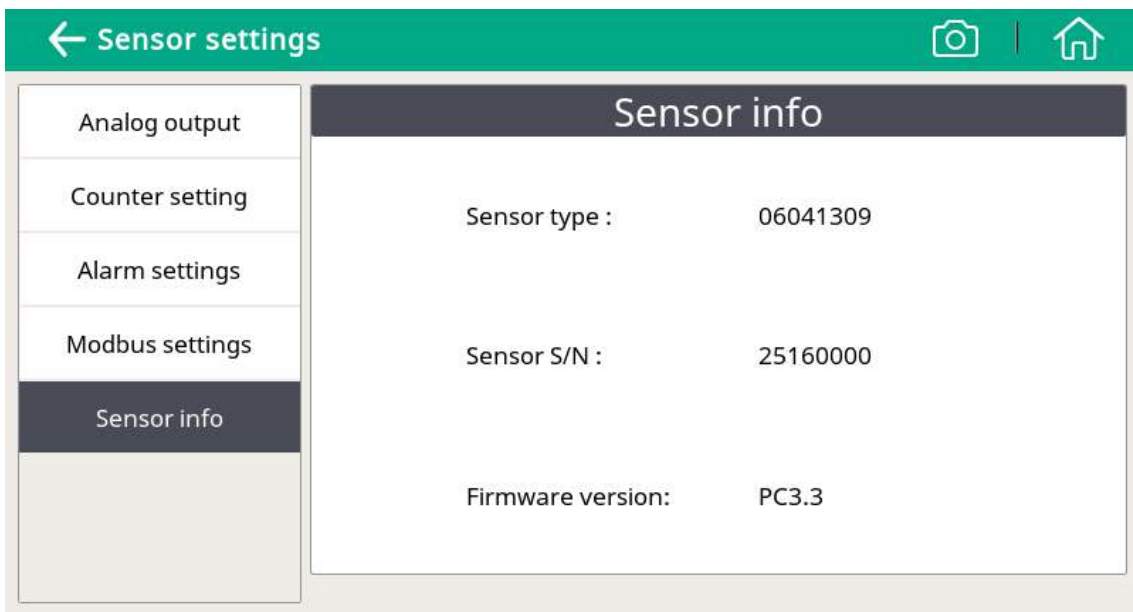 Sensor settings
Analog output
Counter setting
Alarm settings
Modbus settings
Sensor info
Sensor info
Sensor type : 06041309
Sensor S/N : 25160000
Firmware version: PC3.3